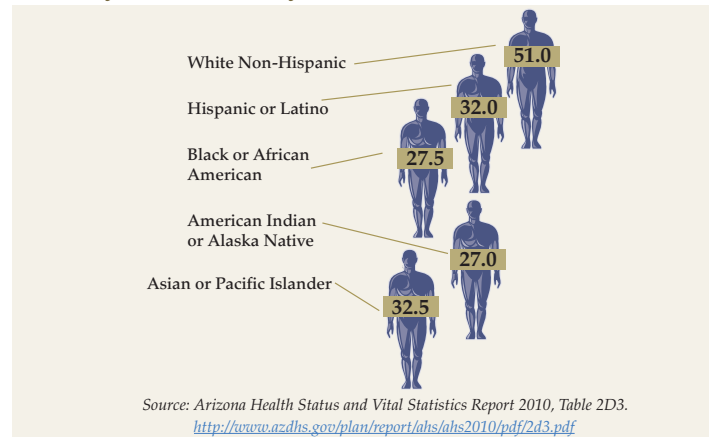 White Non-Hispanic
51.0
Hispanic or Latino
32.0
Black or African
American
27.5
American Indian
or Alaska Native
27.0
Asian or Pacific Islander
32.5
Source: Arizona Health Status and Vital Statistics Report 2010, Table 2D3.
http://www.azdhs.gov/plan/report/ahs/ahs2010/pdf/2d3.pdf